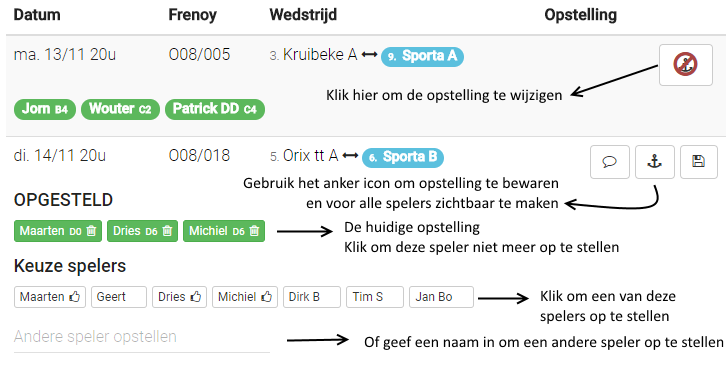 Datum Frenoy Wedstrijd Opstelling
ma. 13/11 20u O08/005 3. Kruibeke A 9. Sporta A
Klik hier om de opstelling te wijzigen
Jorn B4 Wouter C2 Patrick DD C4
di. 14/11 20u O08/018 5. Orix tt A 6. Sporta B
Gebruik het anker icon om opstelling te bewaren
en voor alle spelers zichtbaar te maken
OPGESTELD
Maarten D0 Dries D6 Michiel D6
De huidige opstelling
Klik om deze speler niet meer op te stellen
Keuze spelers
Maarten Geert Dries Michiel Dirk B Tim S Jan Bo
Klik om een van deze
spelers op te stellen
Andere speler opstellen
Of geef een naam in om een andere speler op te stellen